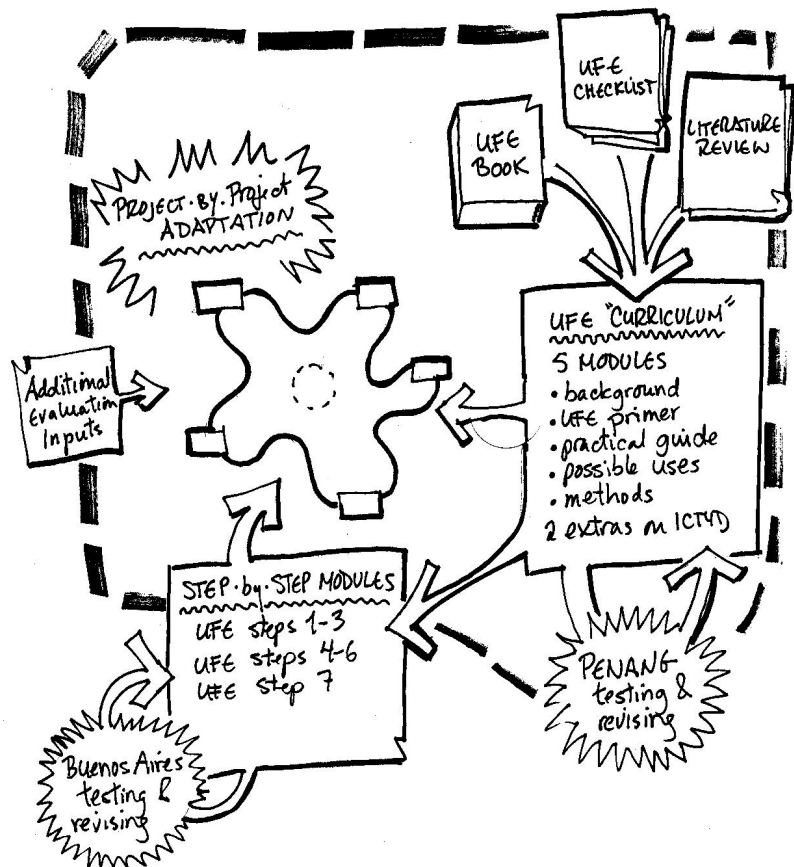 UFE
CHECKLIST
UFE
BOOK
LITERATURE
REVIEW
PROJECT·BY·Project
ADAPTATION
UFE "CURRICULUM"
5 MODULES
• background
• UFE primer
• practical guide
• possible uses
• methods
2 extras on ICT4D
Additional
Evaluation
Inputs
STEP·by·STEP MODULES
UFE steps 1-3
UFE steps 4-6
UFE step 7
PENANG
testing &
revising
Buenos Aires
testing &
revising